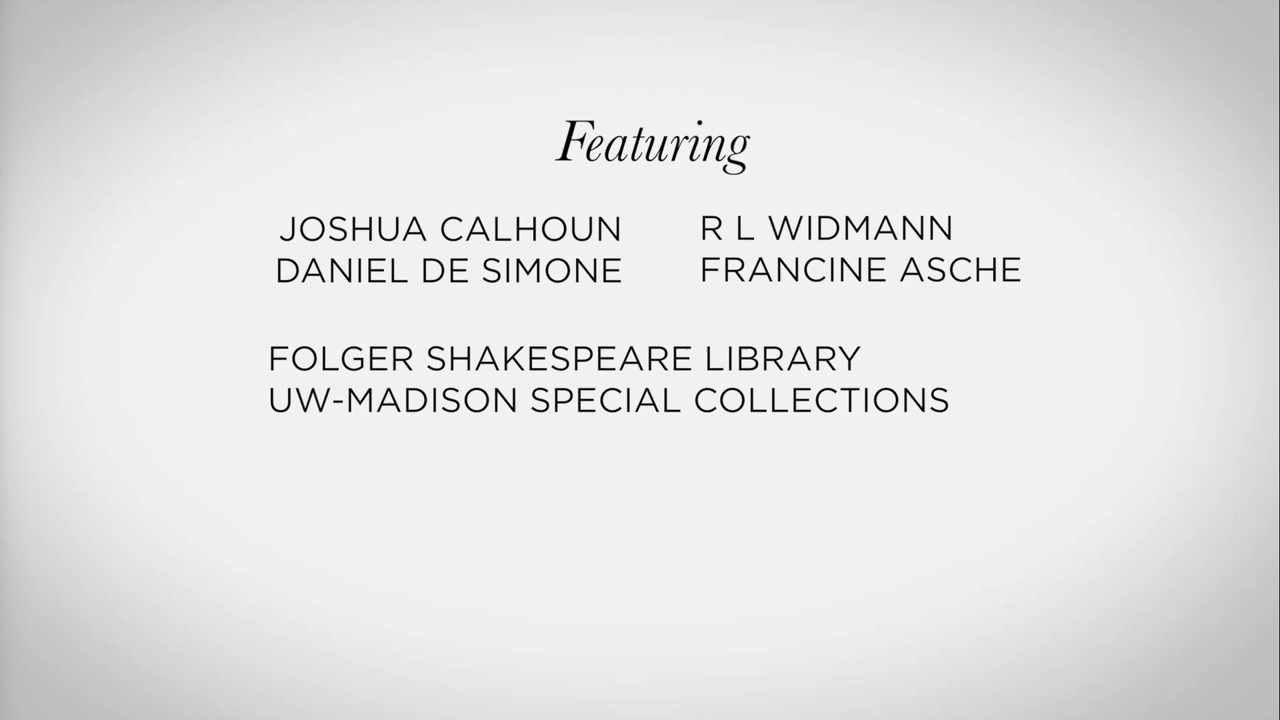 Featuring
JOSHUA CALHOUN R L WIDMANN
DANIEL DE SIMONE FRANCINE ASCHE
FOLGER SHAKESPEARE LIBRARY
UW-MADISON SPECIAL COLLECTIONS